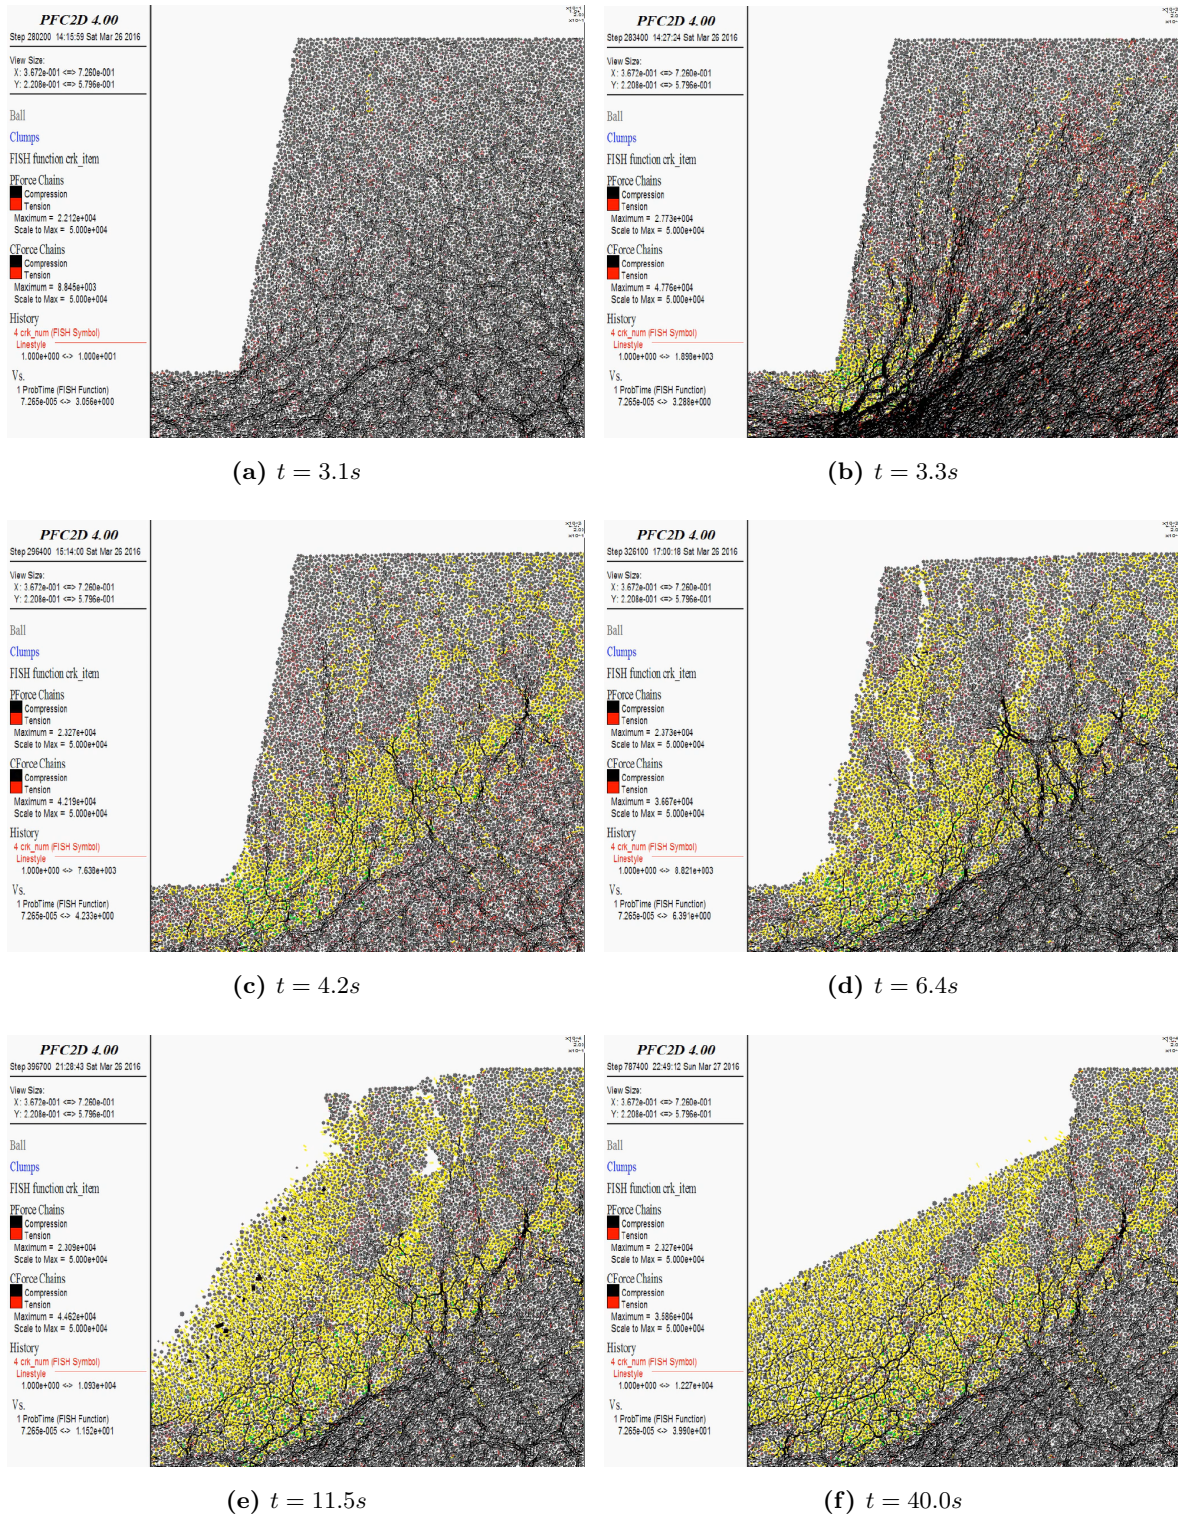 PFC2D 4.00
Step 280200 14:15:59 Sat Mar 26 2016
View Size:
X: 3.672e-001 <=> 7.260e-001
Y: 2.208e-001 <=> 5.796e-001
Ball
Clumps
FISH function crk_item
PForce Chains
Compression
Tension
Maximum = 2.212e+004
Scale to Max = 5.000e+004
CForce Chains
Compression
Tension
Maximum = 8.845e+003
Scale to Max = 5.000e+004
History
4 crk_num (FISH Symbol)
Linestyle
1.000e+000 <-> 1.000e+001
Vs.
1 ProbTime (FISH Function)
7.265e-005 <-> 3.056e+000
(a) t = 3.1s
PFC2D 4.00
Step 283400 14:27:24 Sat Mar 26 2016
View Size:
X: 3.672e-001 <=> 7.260e-001
Y: 2.208e-001 <=> 5.796e-001
Ball
Clumps
FISH function crk_item
PForce Chains
Compression
Tension
Maximum = 2.773e+004
Scale to Max = 5.000e+004
CForce Chains
Compression
Tension
Maximum = 4.776e+004
Scale to Max = 5.000e+004
History
4 crk_num (FISH Symbol)
Linestyle
1.000e+000 <-> 1.898e+003
Vs.
1 ProbTime (FISH Function)
7.265e-005 <-> 3.288e+000
(b) t = 3.3s
PFC2D 4.00
Step 296400 15:14:00 Sat Mar 26 2016
View Size:
X: 3.672e-001 <=> 7.260e-001
Y: 2.208e-001 <=> 5.796e-001
Ball
Clumps
FISH function crk_item
PForce Chains
Compression
Tension
Maximum = 2.327e+004
Scale to Max = 5.000e+004
CForce Chains
Compression
Tension
Maximum = 4.219e+004
Scale to Max = 5.000e+004
History
4 crk_num (FISH Symbol)
Linestyle
1.000e+000 <-> 7.638e+003
Vs.
1 ProbTime (FISH Function)
7.265e-005 <-> 4.233e+000
(c) t = 4.2s
PFC2D 4.00
Step 326100 17:00:18 Sat Mar 26 2016
View Size:
X: 3.672e-001 <=> 7.260e-001
Y: 2.208e-001 <=> 5.796e-001
Ball
Clumps
FISH function crk_item
PForce Chains
Compression
Tension
Maximum = 2.373e+004
Scale to Max = 5.000e+004
CForce Chains
Compression
Tension
Maximum = 3.667e+004
Scale to Max = 5.000e+004
History
4 crk_num (FISH Symbol)
Linestyle
1.000e+000 <-> 8.821e+003
Vs.
1 ProbTime (FISH Function)
7.265e-005 <-> 6.391e+000
(d) t = 6.4s
PFC2D 4.00
Step 396700 21:28:43 Sat Mar 26 2016
View Size:
X: 3.672e-001 <=> 7.260e-001
Y: 2.208e-001 <=> 5.796e-001
Ball
Clumps
FISH function crk_item
PForce Chains
Compression
Tension
Maximum = 2.309e+004
Scale to Max = 5.000e+004
CForce Chains
Compression
Tension
Maximum = 4.462e+004
Scale to Max = 5.000e+004
History
4 crk_num (FISH Symbol)
Linestyle
1.000e+000 <-> 1.093e+004
Vs.
1 ProbTime (FISH Function)
7.265e-005 <-> 1.152e+001
(e) t = 11.5s
PFC2D 4.00
Step 787400 22:49:12 Sun Mar 27 2016
View Size:
X: 3.672e-001 <=> 7.260e-001
Y: 2.208e-001 <=> 5.796e-001
Ball
Clumps
FISH function crk_item
PForce Chains
Compression
Tension
Maximum = 2.327e+004
Scale to Max = 5.000e+004
CForce Chains
Compression
Tension
Maximum = 3.586e+004
Scale to Max = 5.000e+004
History
4 crk_num (FISH Symbol)
Linestyle
1.000e+000 <-> 1.227e+004
Vs.
1 ProbTime (FISH Function)
7.265e-005 <-> 3.990e+001
(f) t = 40.0s